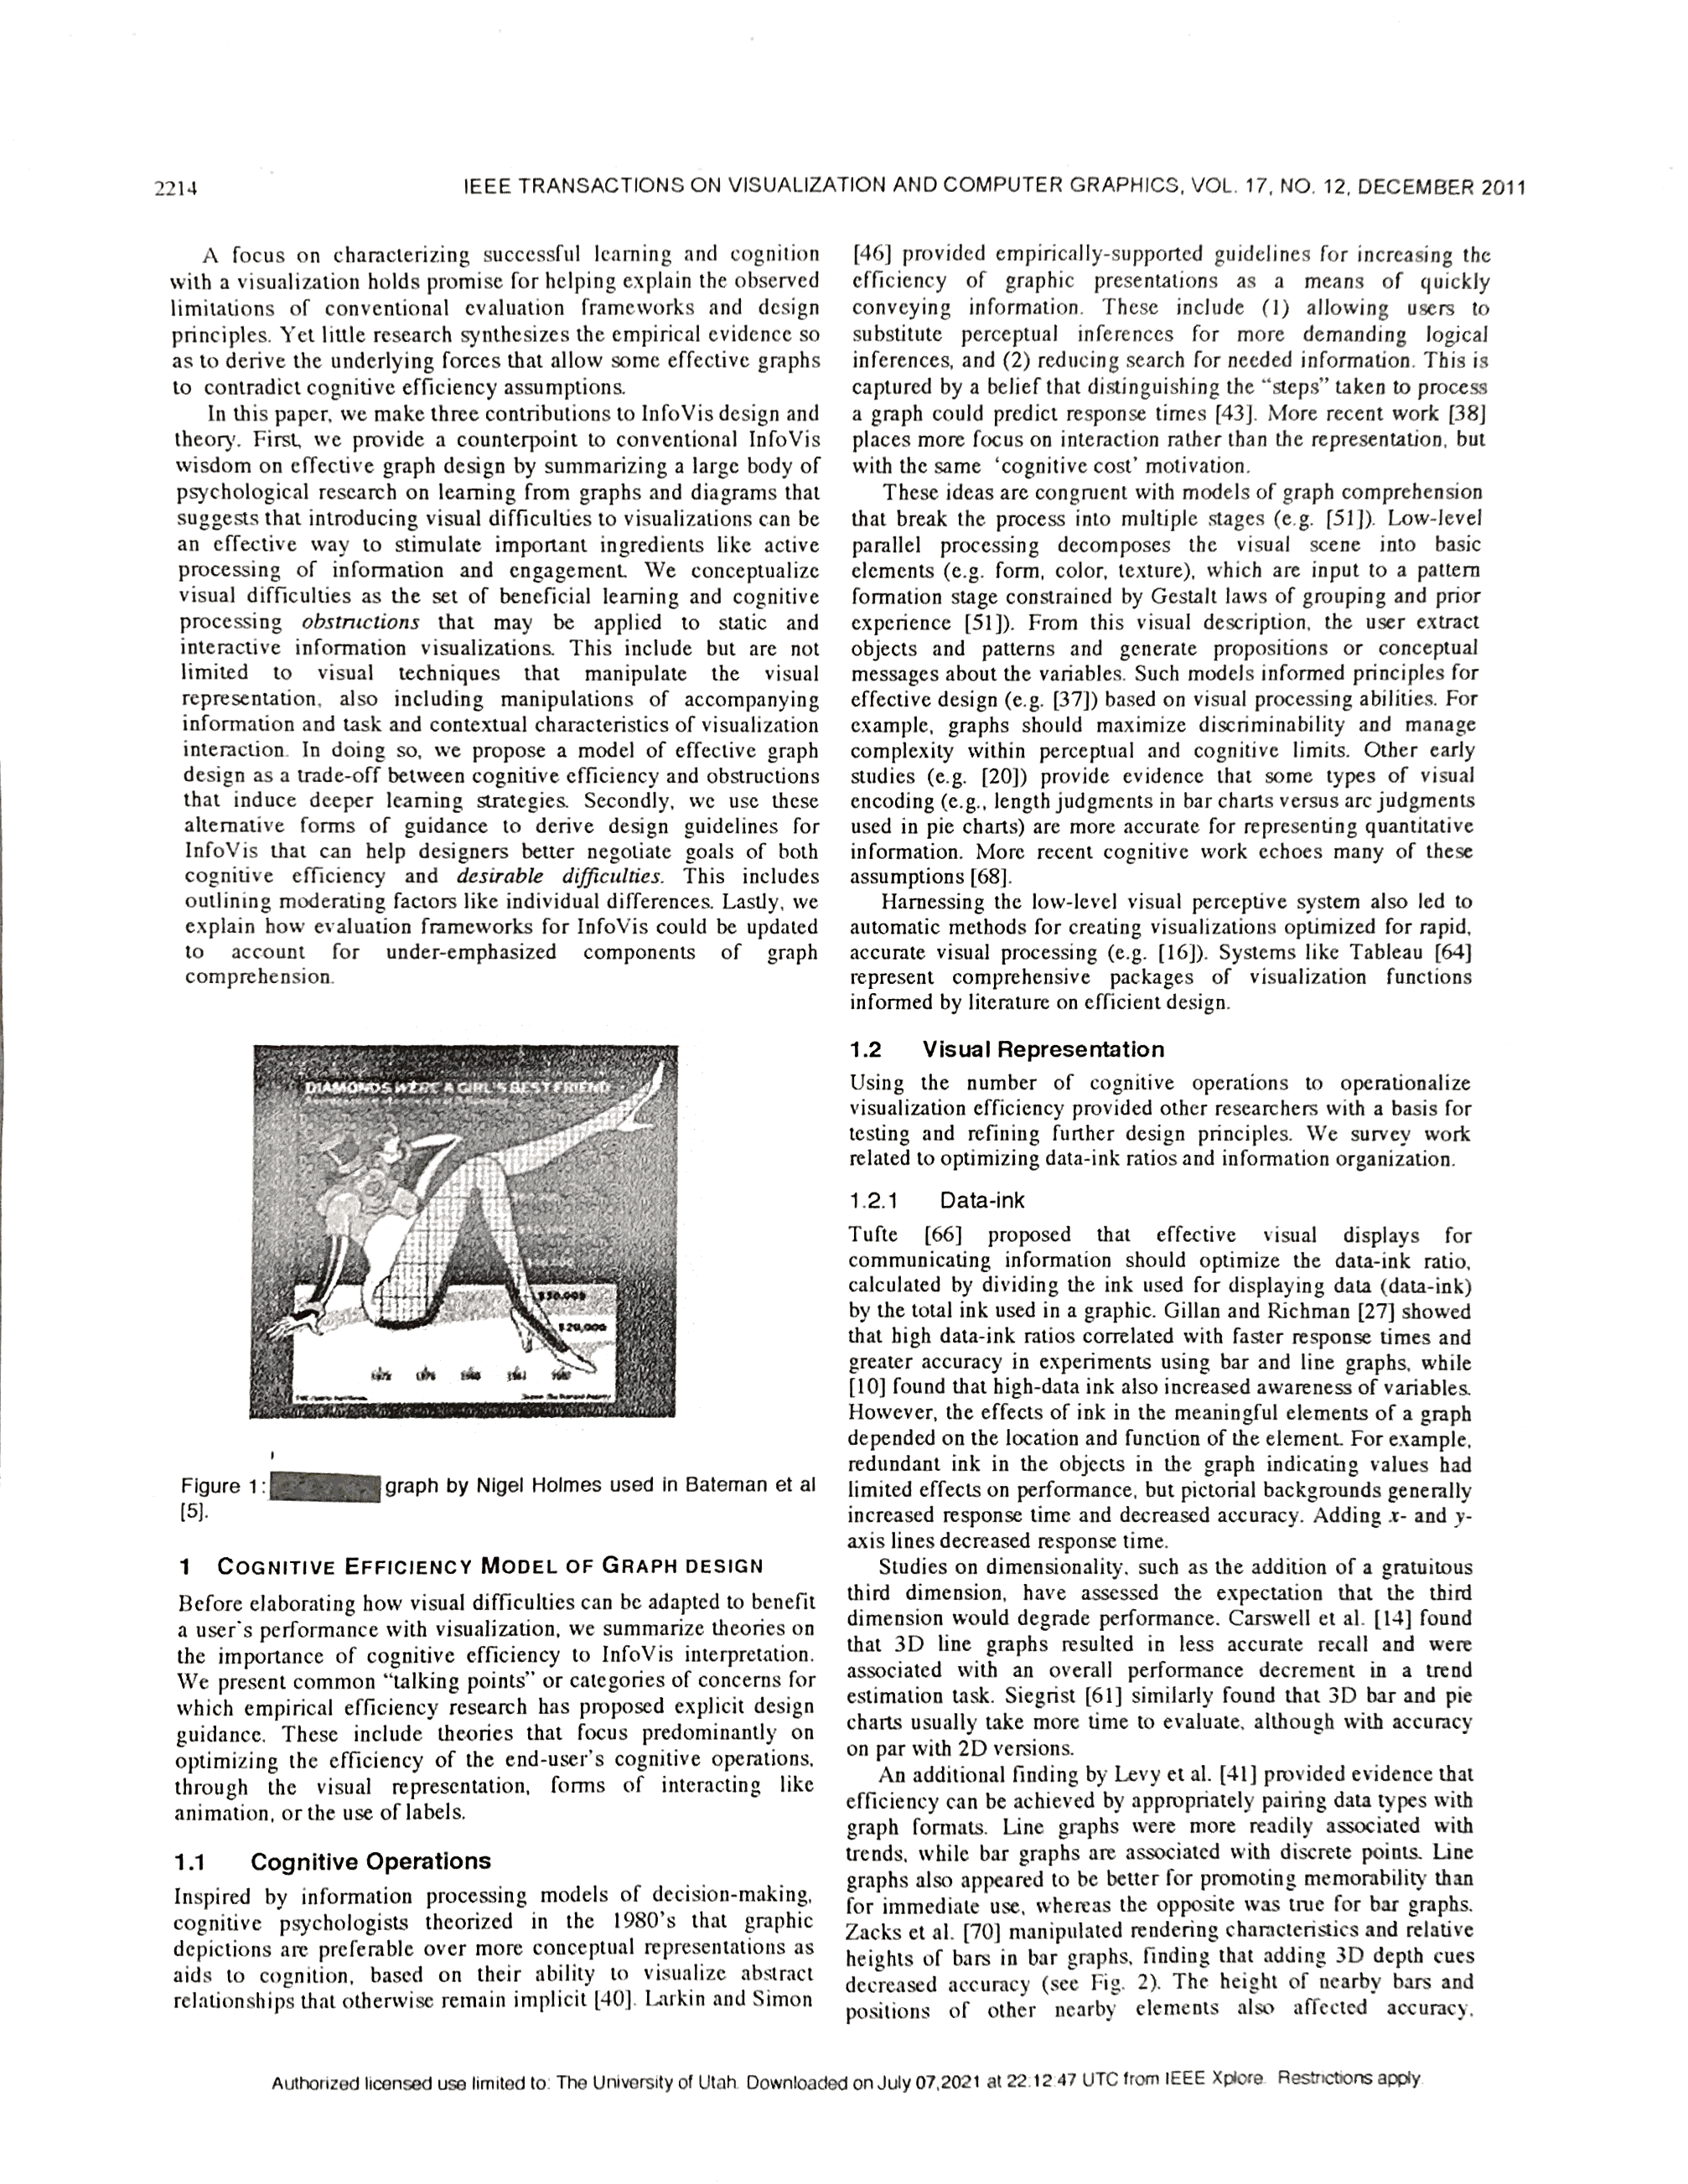 2214
IEEE TRANSACTIONS ON VISUALIZATION AND COMPUTER GRAPHICS, VOL. 17, NO. 12, DECEMBER 2011
A focus on characterizing successful learning and cognition
with a visualization holds promise for helping explain the observed
limitations of conventional evaluation frameworks and design
principles. Yet little research synthesizes the empirical evidence so
as to derive the underlying forces that allow some effective graphs
to contradict cognitive efficiency assumptions.
In this paper, we make three contributions to InfoVis design and
theory. First, we provide a counterpoint to conventional InfoVis
wisdom on effective graph design by summarizing a large body of
psychological research on learning from graphs and diagrams that
suggests that introducing visual difficulties to visualizations can be
an effective way to stimulate important ingredients like active
processing of information and engagement. We conceptualize
visual difficulties as the set of beneficial learning and cognitive
processing obstructions that may be applied to static and
interactive information visualizations. This include but are not
limited to visual techniques that manipulate the visual
representation, also including manipulations of accompanying
information and task and contextual characteristics of visualization
interaction. In doing so, we propose a model of effective graph
design as a trade-off between cognitive efficiency and obstructions
that induce deeper learning strategies. Secondly, we use these
alternative forms of guidance to derive design guidelines for
InfoVis that can help designers better negotiate goals of both
cognitive efficiency and desirable difficulties. This includes
outlining moderating factors like individual differences. Lastly, we
explain how evaluation frameworks for InfoVis could be updated
to account for under-emphasized components of graph
comprehension.
DIAMONDS WERE A GIRL'S BEST FRIEND
$30,000
$20,000
Figure 1: graph by Nigel Holmes used in Bateman et al
[5].
1 COGNITIVE EFFICIENCY MODEL OF GRAPH DESIGN
Before elaborating how visual difficulties can be adapted to benefit
a user's performance with visualization, we summarize theories on
the importance of cognitive efficiency to InfoVis interpretation.
We present common “talking points” or categories of concerns for
which empirical efficiency research has proposed explicit design
guidance. These include theories that focus predominantly on
optimizing the efficiency of the end-user's cognitive operations,
through the visual representation, forms of interacting like
animation, or the use of labels.
1.1 Cognitive Operations
Inspired by information processing models of decision-making,
cognitive psychologists theorized in the 1980's that graphic
depictions are preferable over more conceptual representations as
aids to cognition, based on their ability to visualize abstract
relationships that otherwise remain implicit [40]. Larkin and Simon
[46] provided empirically-supported guidelines for increasing the
efficiency of graphic presentations as a means of quickly
conveying information. These include (1) allowing users to
substitute perceptual inferences for more demanding logical
inferences, and (2) reducing search for needed information. This is
captured by a belief that distinguishing the “steps” taken to process
a graph could predict response times [43]. More recent work [38]
places more focus on interaction rather than the representation, but
with the same ‘cognitive cost’ motivation.
These ideas are congruent with models of graph comprehension
that break the process into multiple stages (e.g. [51]). Low-level
parallel processing decomposes the visual scene into basic
elements (e.g. form, color, texture), which are input to a pattern
formation stage constrained by Gestalt laws of grouping and prior
experience [51]). From this visual description, the user extract
objects and patterns and generate propositions or conceptual
messages about the variables. Such models informed principles for
effective design (e.g. [37]) based on visual processing abilities. For
example, graphs should maximize discriminability and manage
complexity within perceptual and cognitive limits. Other early
studies (e.g. [20]) provide evidence that some types of visual
encoding (e.g., length judgments in bar charts versus arc judgments
used in pie charts) are more accurate for representing quantitative
information. More recent cognitive work echoes many of these
assumptions [68].
Harnessing the low-level visual perceptive system also led to
automatic methods for creating visualizations optimized for rapid,
accurate visual processing (e.g. [16]). Systems like Tableau [64]
represent comprehensive packages of visualization functions
informed by literature on efficient design.
1.2 Visual Representation
Using the number of cognitive operations to operationalize
visualization efficiency provided other researchers with a basis for
testing and refining further design principles. We survey work
related to optimizing data-ink ratios and information organization.
1.2.1 Data-ink
Tufte [66] proposed that effective visual displays for
communicating information should optimize the data-ink ratio,
calculated by dividing the ink used for displaying data (data-ink)
by the total ink used in a graphic. Gillan and Richman [27] showed
that high data-ink ratios correlated with faster response times and
greater accuracy in experiments using bar and line graphs, while
[10] found that high-data ink also increased awareness of variables.
However, the effects of ink in the meaningful elements of a graph
depended on the location and function of the element. For example,
redundant ink in the objects in the graph indicating values had
limited effects on performance, but pictorial backgrounds generally
increased response time and decreased accuracy. Adding x- and y-
axis lines decreased response time.
Studies on dimensionality, such as the addition of a gratuitous
third dimension, have assessed the expectation that the third
dimension would degrade performance. Carswell et al. [14] found
that 3D line graphs resulted in less accurate recall and were
associated with an overall performance decrement in a trend
estimation task. Siegrist [61] similarly found that 3D bar and pie
charts usually take more time to evaluate, although with accuracy
on par with 2D versions.
An additional finding by Levy et al. [41] provided evidence that
efficiency can be achieved by appropriately pairing data types with
graph formats. Line graphs were more readily associated with
trends, while bar graphs are associated with discrete points. Line
graphs also appeared to be better for promoting memorability than
for immediate use, whereas the opposite was true for bar graphs.
Zacks et al. [70] manipulated rendering characteristics and relative
heights of bars in bar graphs, finding that adding 3D depth cues
decreased accuracy (see Fig. 2). The height of nearby bars and
positions of other nearby elements also affected accuracy.
Authorized licensed use limited to: The University of Utah. Downloaded on July 07,2021 at 22:12:47 UTC from IEEE Xplore. Restrictions apply.